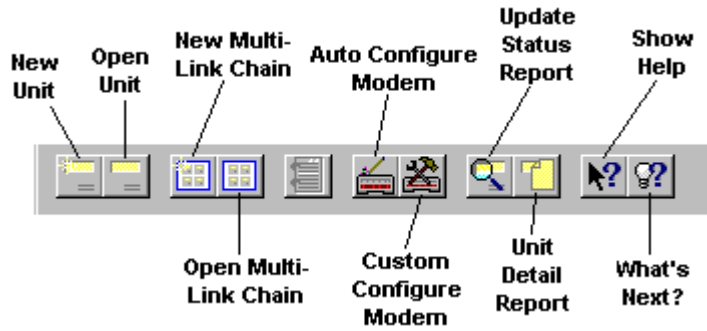 New
Unit
Open
Unit
New Multi-
Link Chain
Auto Configure
Modem
Update
Status
Report
Show
Help
Open Multi-
Link Chain
Custom
Configure
Modem
Unit
Detail
Report
What's
Next?